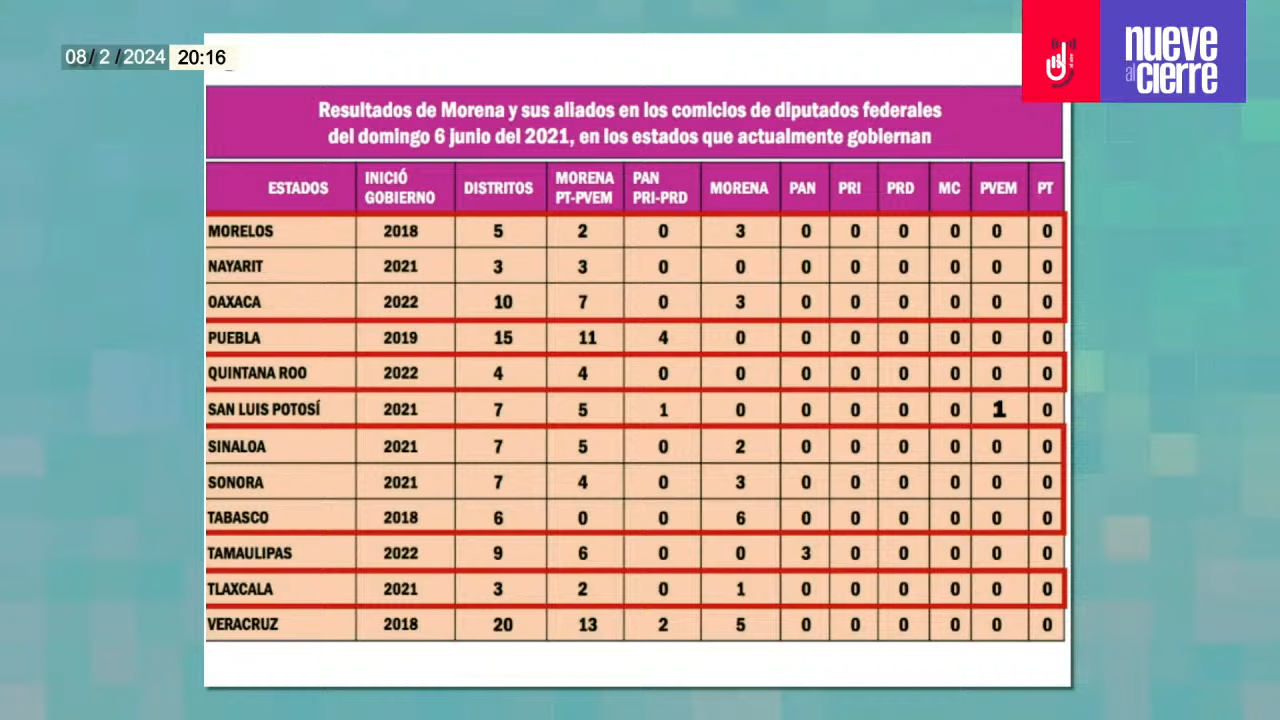 08/2/2024 20:16
nueve
al cierre
Resultados de Morena y sus aliados en los comicios de diputados federales
del domingo 6 junio del 2021, en los estados que actualmente gobiernan
ESTADOS INICIÓ GOBIERNO DISTRITOS MORENA PT-PVEM PAN PRI-PRD MORENA PAN PRI PRD MC PVEM PT
MORELOS 2018 5 2 0 3 0 0 0 0 0 0
NAYARIT 2021 3 3 0 0 0 0 0 0 0 0
OAXACA 2022 10 7 0 3 0 0 0 0 0 0
PUEBLA 2019 15 11 4 0 0 0 0 0 0 0
QUINTANA ROO 2022 4 4 0 0 0 0 0 0 0 0
SAN LUIS POTOSÍ 2021 7 5 1 0 0 0 0 0 1 0
SINALOA 2021 7 5 0 2 0 0 0 0 0 0
SONORA 2021 7 4 0 3 0 0 0 0 0 0
TABASCO 2018 6 0 0 6 0 0 0 0 0 0
TAMAULIPAS 2022 9 6 0 0 3 0 0 0 0 0
TLAXCALA 2021 3 2 0 1 0 0 0 0 0 0
VERACRUZ 2018 20 13 2 5 0 0 0 0 0 0